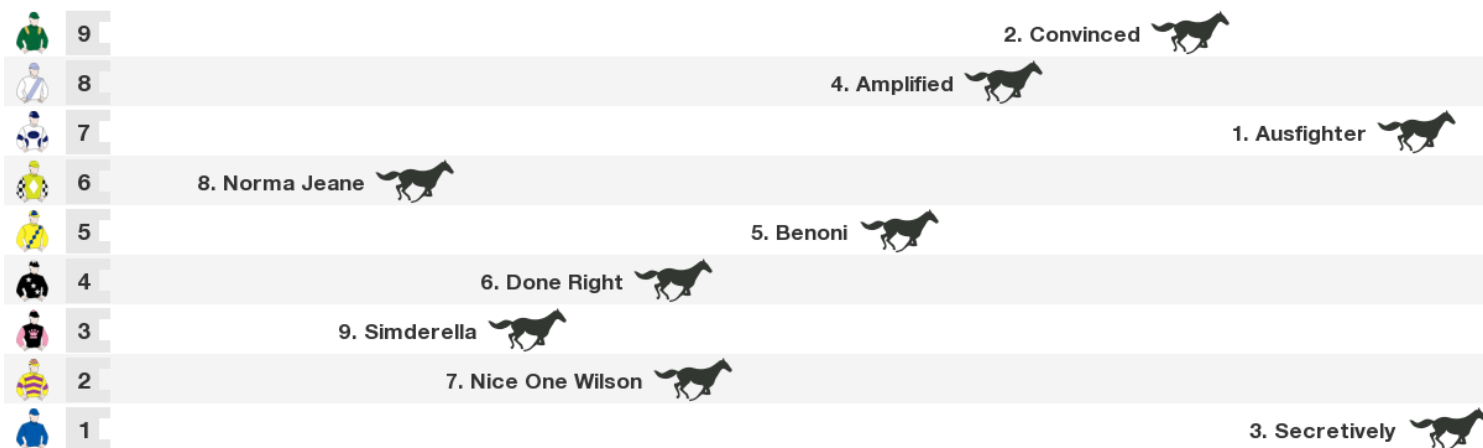 9 2. Convinced
8 4. Amplified
7 1. Ausfighter
6 8. Norma Jeane
5 5. Benoni
4 6. Done Right
3 9. Simderella
2 7. Nice One Wilson
1 3. Secretively